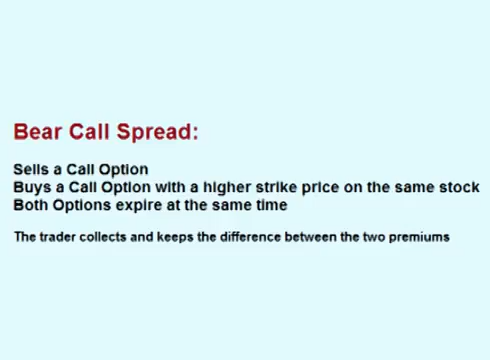 Bear Call Spread:
Sells a Call Option
Buys a Call Option with a higher strike price on the same stock
Both Options expire at the same time
The trader collects and keeps the difference between the two premiums